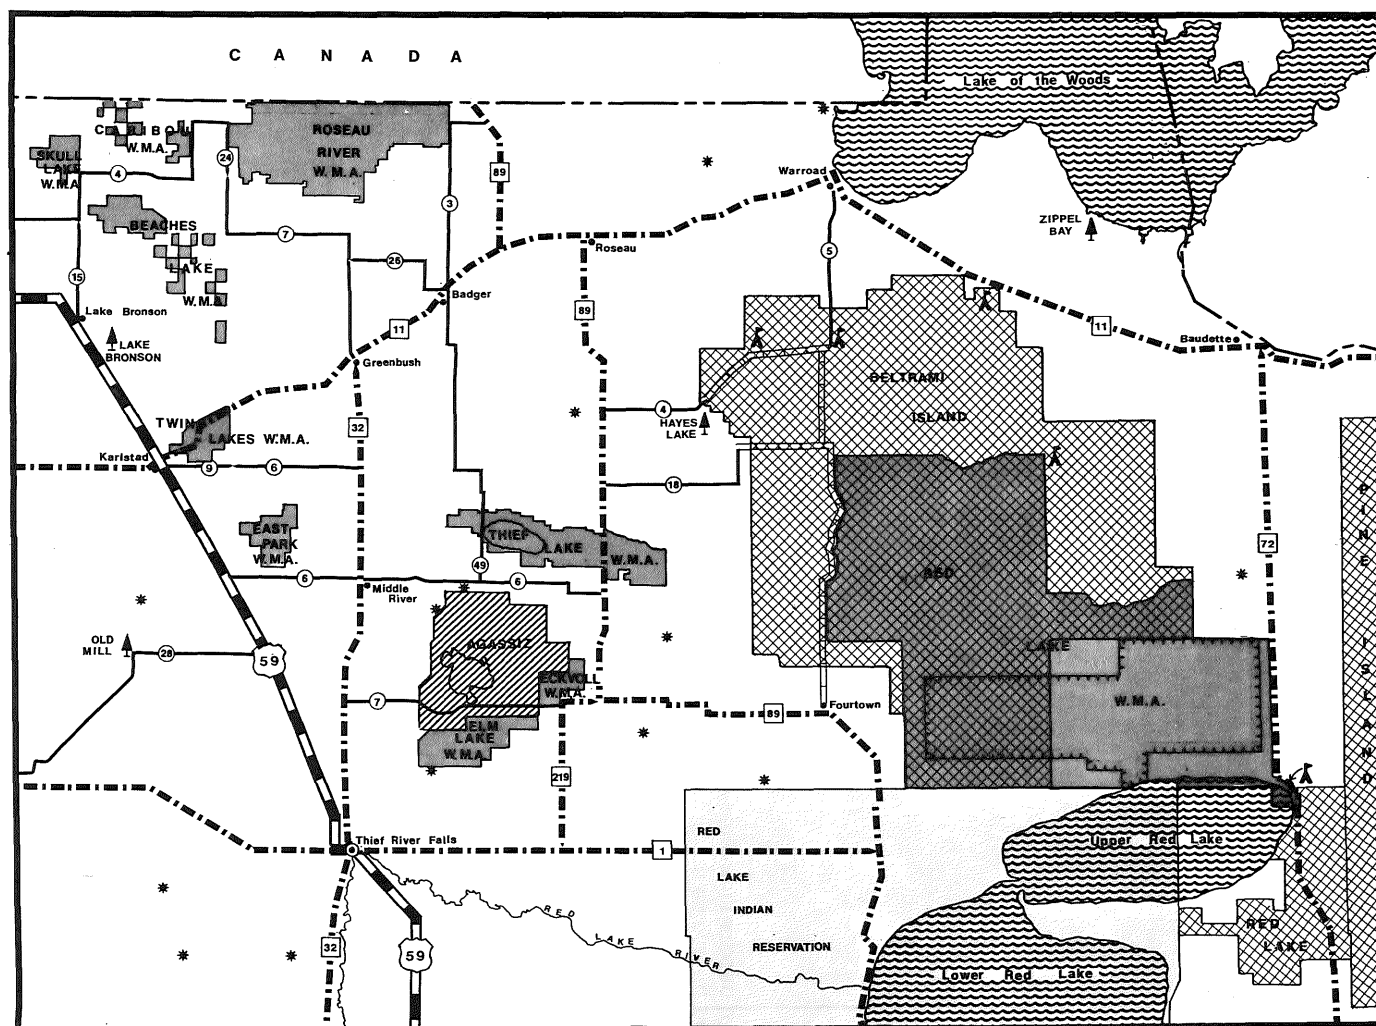 C A N A D A
Lake of the Woods
CARIBOU
W.M.A.
ROSEAU
RIVER
W.M.A.
SKULL
LAKE
W.M.A
4
24
89
3
Warroad
BEACHES
LAKE
W.M.A
7
26
Roseau
5
ZIPPEL
BAY
15
Lake Bronson
LAKE
BRONSON
Badger
11
89
11
Baudette
Greenbush
BELTRAMI
ISLAND
TWIN
LAKES W.M.A.
32
4
HAYES
LAKE
Karlstad
9
6
18
PINE ISLAND
EAST
PARK
W.M.A.
THIEF
LAKE
W.M.A.
49
72
6
Middle
River
6
RED
OLD
MILL
28
59
AGASSIZ
LAKE
ECKVOLL
W.M.A.
7
W.M.A.
89
Fourtown
ELM
LAKE
W.M.A.
219
Thief River Falls
1
RED
LAKE
INDIAN
RESERVATION
Upper Red Lake
RED
LAKE
RIVER
32
59
Lower Red Lake
RED
LAKE